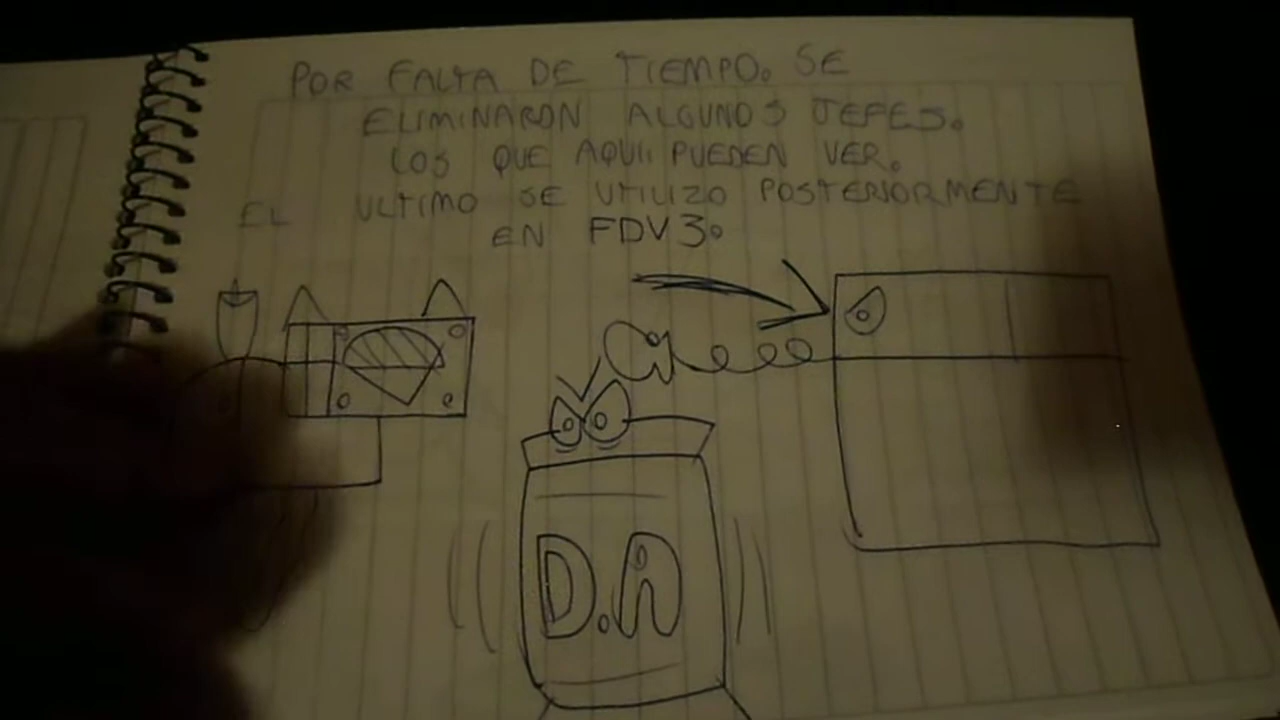 POR FALTA DE TIEMPO. SE
ELIMINARON ALGUNOS JEFES.
LOS QUE AQUI PUEDEN VER.
EL ULTIMO SE UTILIZO POSTERIORMENTE
EN FDV3.
D.A